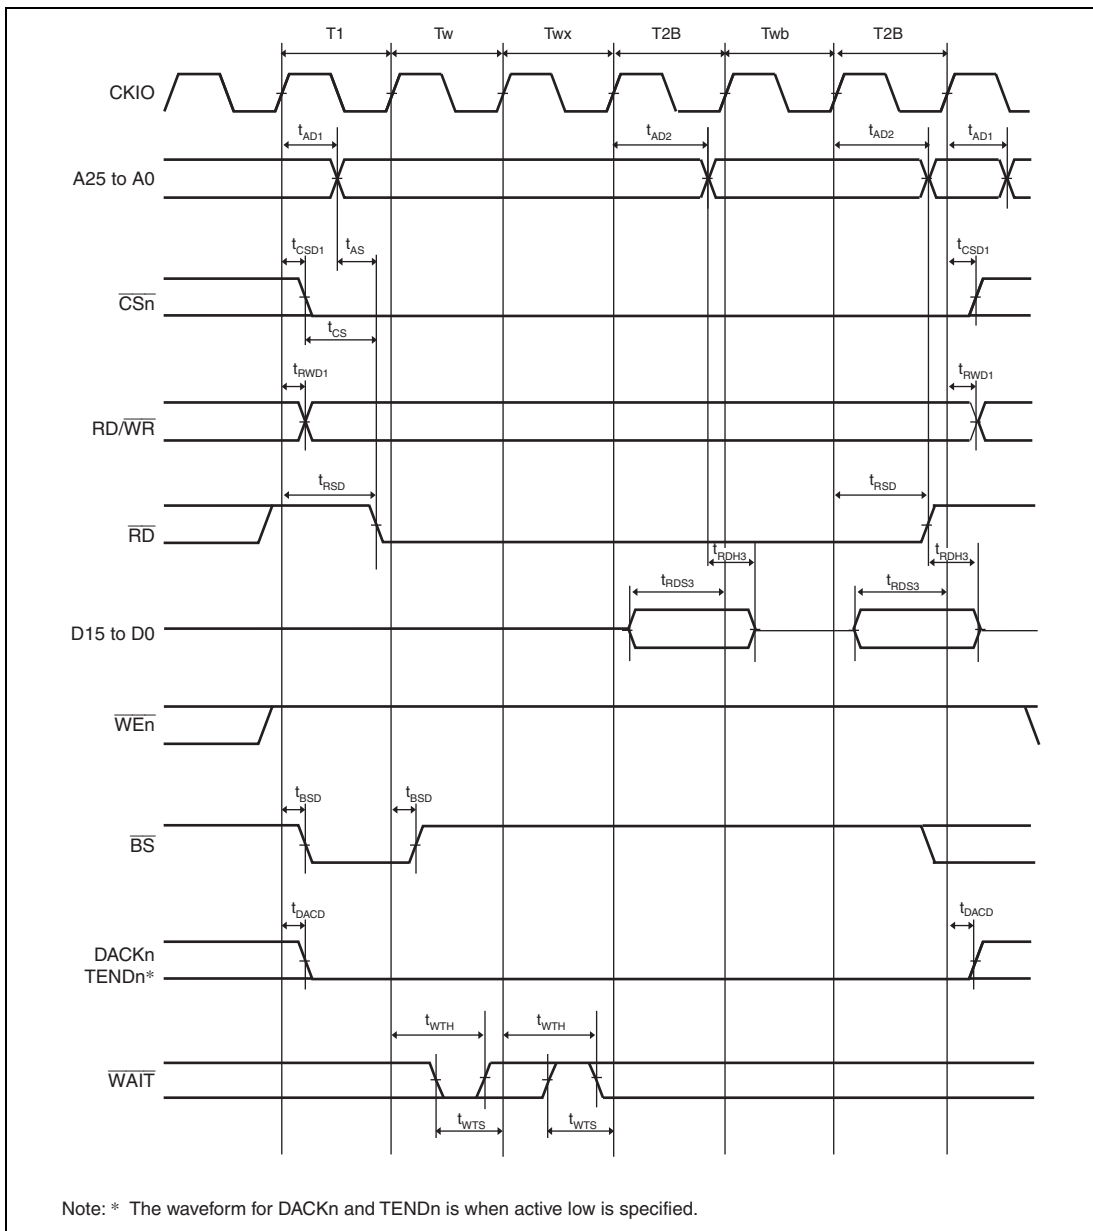 T1 Tw Twx T2B Twb T2B
CKIO
tAD1 tAD2 tAD2 tAD1
A25 to A0
tCSD1 tAS tCSD1
CSn
tCS
tRWD1 tRWD1
RD/WR
tRSD tRSD
RD
tRDH3 tRDH3
tRDS3 tRDS3
D15 to D0
WEn
tBSD tBSD
BS
tDACD tDACD
DACKn
TENDn*
tWTH tWTH
WAIT
tWTS tWTS
Note: * The waveform for DACKn and TENDn is when active low is specified.